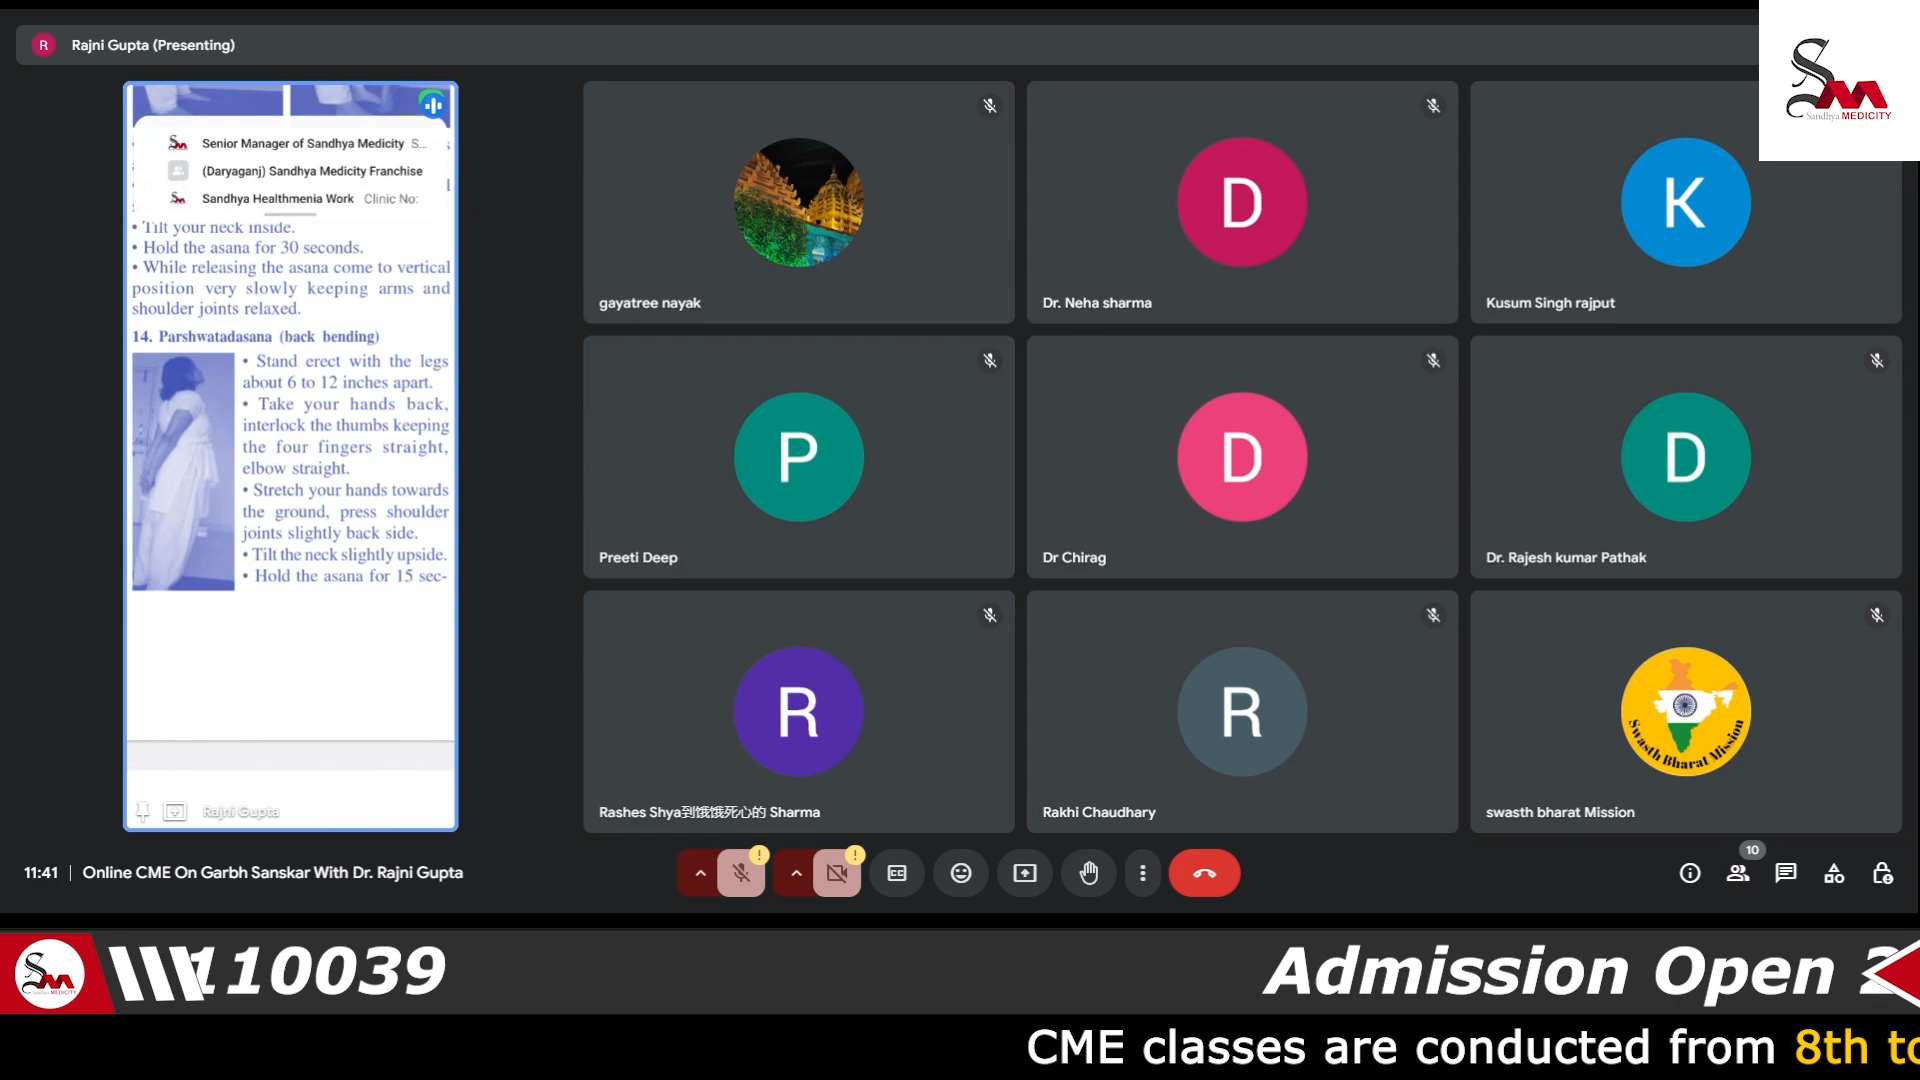 R Rajni Gupta (Presenting)
Sandhya MEDICITY
Senior Manager of Sandhya Medicity S...
(Daryaganj) Sandhya Medicity Franchise
Sandhya Healthmenia Work Clinic No:
• Tilt your neck inside.
• Hold the asana for 30 seconds.
• While releasing the asana come to vertical
position very slowly keeping arms and
shoulder joints relaxed.
14. Parshwatadasana (back bending)
• Stand erect with the legs
about 6 to 12 inches apart.
• Take your hands back,
interlock the thumbs keeping
the four fingers straight,
elbow straight.
• Stretch your hands towards
the ground, press shoulder
joints slightly back side.
• Tilt the neck slightly upside.
• Hold the asana for 15 sec-
Rajni Gupta
gayatree nayak
D
Dr. Neha sharma
K
Kusum Singh rajput
P
Preeti Deep
D
Dr Chirag
D
Dr. Rajesh kumar Pathak
R
Rashes Shya到饿饿死心的 Sharma
R
Rakhi Chaudhary
Swasth Bharat Mission
swasth bharat Mission
11:41 | Online CME On Garbh Sanskar With Dr. Rajni Gupta
10
110039 Admission Open 2
CME classes are conducted from 8th to